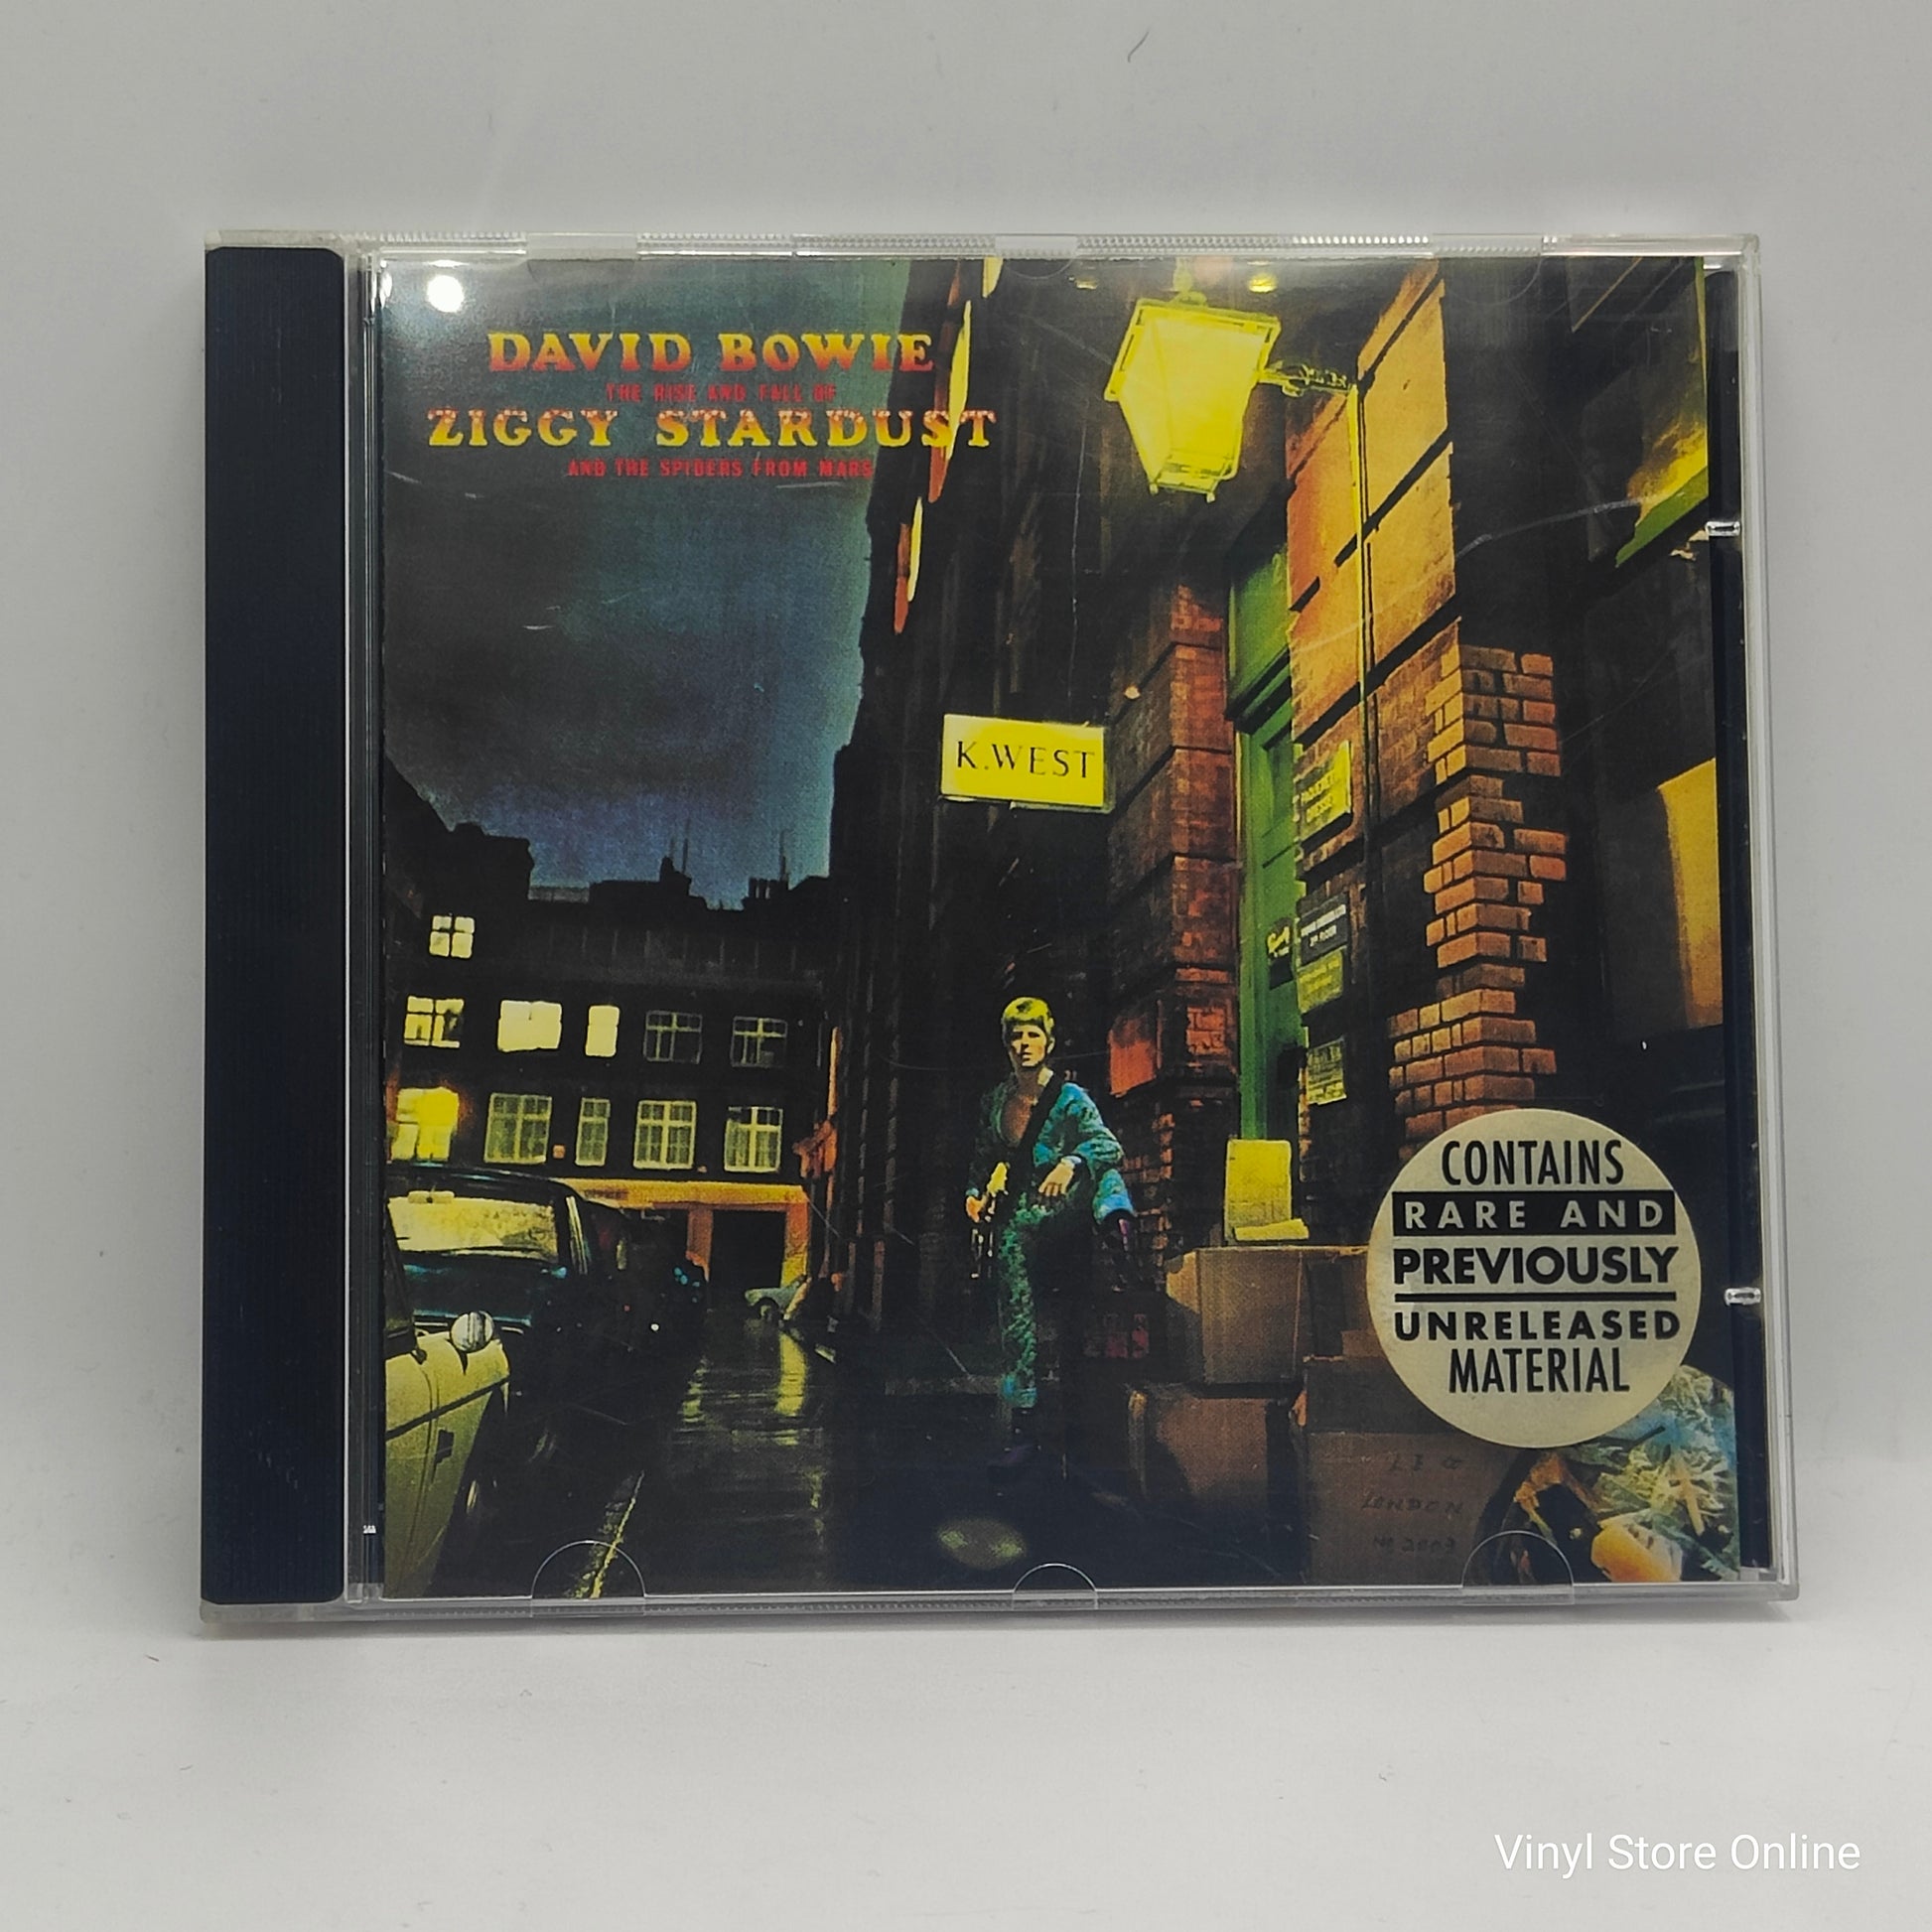 DAVID BOWIE
THE RISE AND FALL OF
ZIGGY STARDUST
AND THE SPIDERS FROM MARS
K.WEST
CONTAINS
RARE AND
PREVIOUSLY
UNRELEASED
MATERIAL
LONDON
Vinyl Store Online